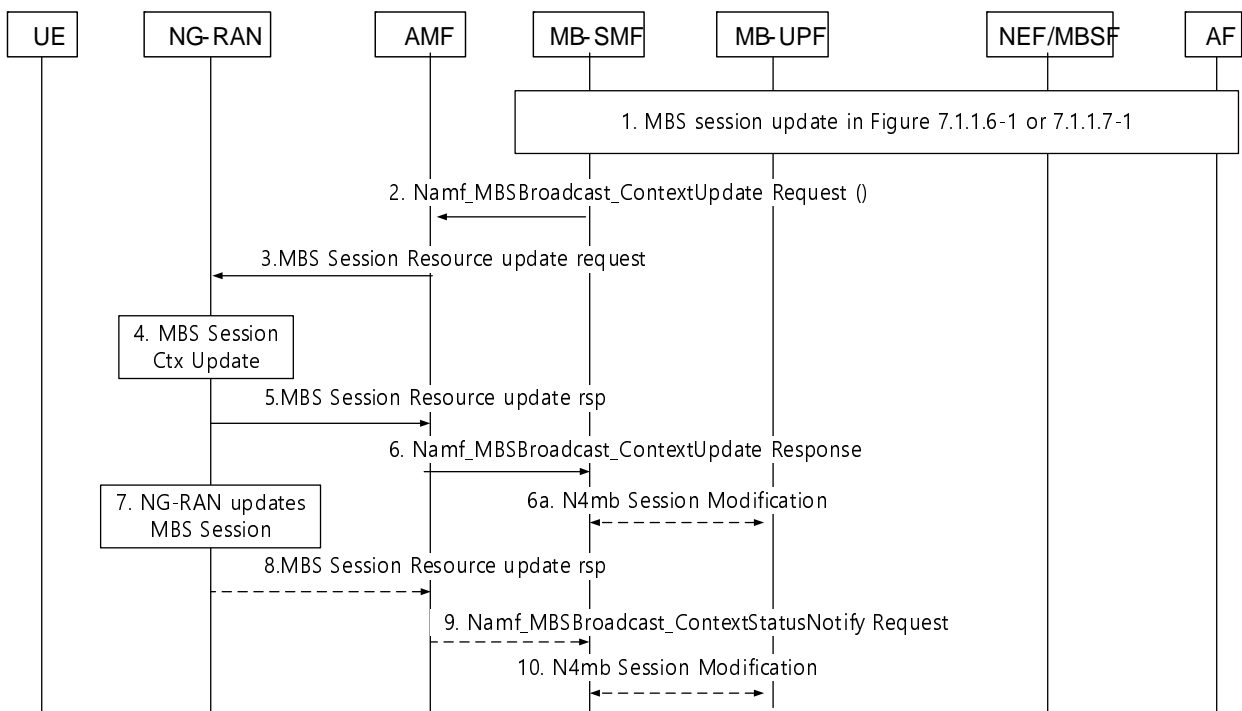 UE
NG-RAN
AMF
MB-SMF
MB-UPF
NEF/MBSF
AF
1. MBS session update in Figure 7.1.1.6-1 or 7.1.1.7-1
2. Namf_MBSBroadcast_ContextUpdate Request ()
3.MBS Session Resource update request
4. MBS Session
Ctx Update
5.MBS Session Resource update rsp
6. Namf_MBSBroadcast_ContextUpdate Response
7. NG-RAN updates
MBS Session
6a. N4mb Session Modification
8.MBS Session Resource update rsp
9. Namf_MBSBroadcast_ContextStatusNotify Request
10. N4mb Session Modification